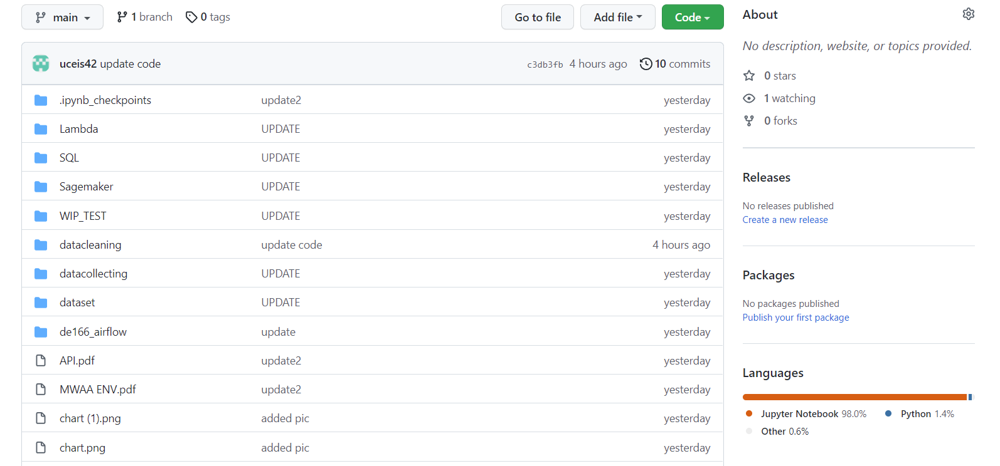 main
1 branch
0 tags
Go to file
Add file
Code
uceis42 update code
c3db3fb 4 hours ago
10 commits
.ipynb_checkpoints update2 yesterday
Lambda UPDATE yesterday
SQL UPDATE yesterday
Sagemaker UPDATE yesterday
WIP_TEST UPDATE yesterday
datacleaning update code 4 hours ago
datacollecting UPDATE yesterday
dataset UPDATE yesterday
de166_airflow update yesterday
API.pdf update2 yesterday
MWAA ENV.pdf update2 yesterday
chart (1).png added pic yesterday
chart.png added pic yesterday
About
No description, website, or topics provided.
0 stars
1 watching
0 forks
Releases
No releases published
Create a new release
Packages
No packages published
Publish your first package
Languages
Jupyter Notebook 98.0%
Python 1.4%
Other 0.6%